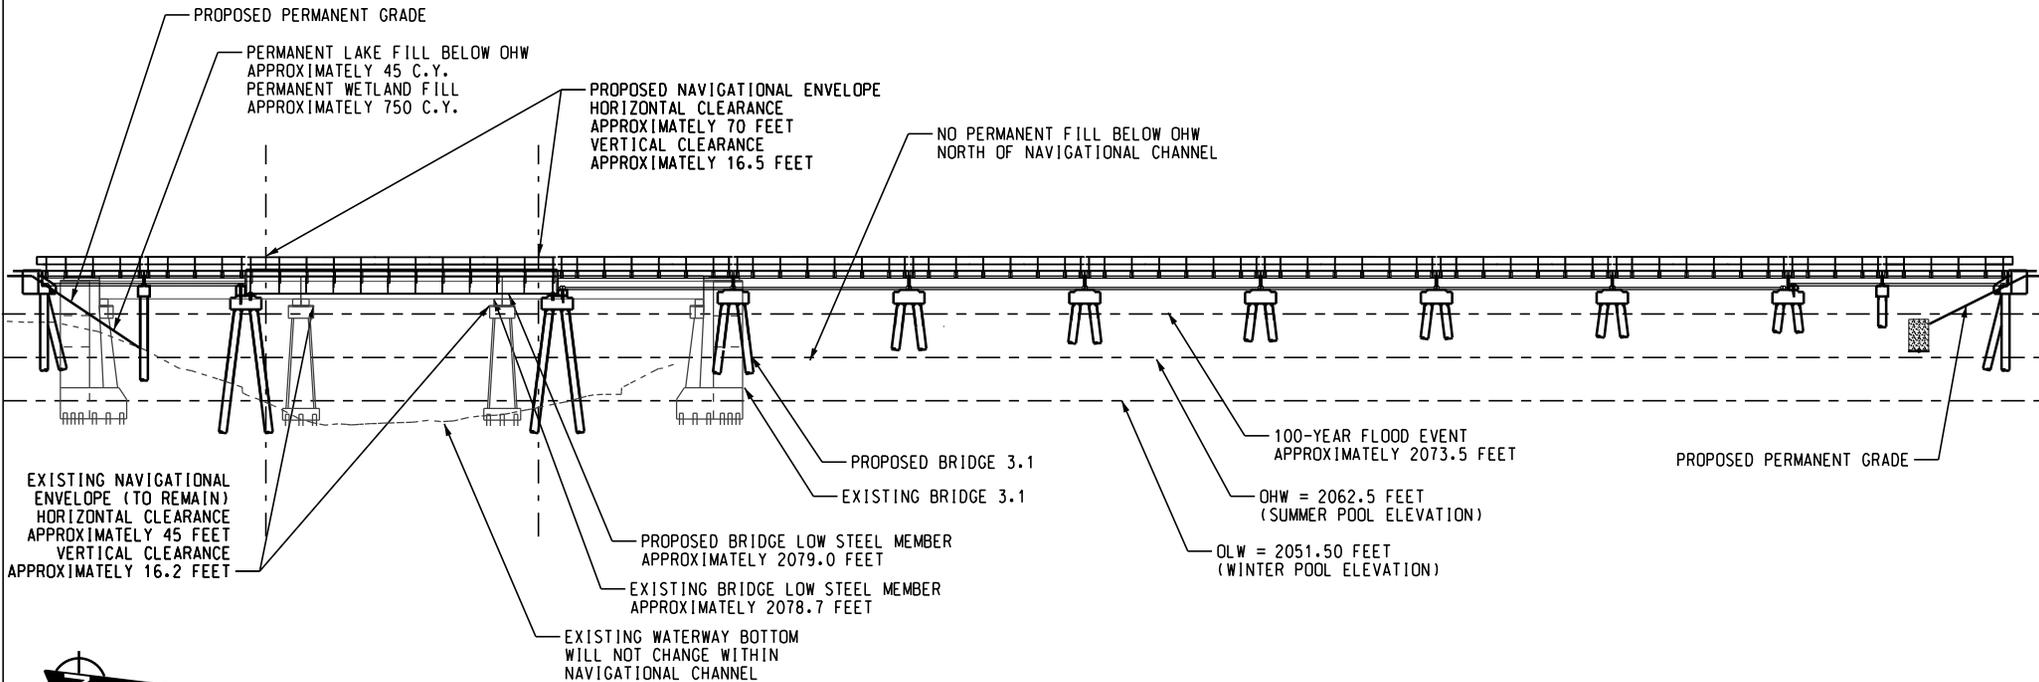 PROPOSED PERMANENT GRADE
PERMANENT LAKE FILL BELOW OHW
APPROXIMATELY 45 C.Y.
PERMANENT WETLAND FILL
APPROXIMATELY 750 C.Y.
PROPOSED NAVIGATIONAL ENVELOPE
HORIZONTAL CLEARANCE
APPROXIMATELY 70 FEET
VERTICAL CLEARANCE
APPROXIMATELY 16.5 FEET
NO PERMANENT FILL BELOW OHW
NORTH OF NAVIGATIONAL CHANNEL
EXISTING NAVIGATIONAL
ENVELOPE (TO REMAIN)
HORIZONTAL CLEARANCE
APPROXIMATELY 45 FEET
VERTICAL CLEARANCE
APPROXIMATELY 16.2 FEET
PROPOSED BRIDGE LOW STEEL MEMBER
APPROXIMATELY 2079.0 FEET
EXISTING BRIDGE LOW STEEL MEMBER
APPROXIMATELY 2078.7 FEET
EXISTING WATERWAY BOTTOM
WILL NOT CHANGE WITHIN
NAVIGATIONAL CHANNEL
PROPOSED BRIDGE 3.1
EXISTING BRIDGE 3.1
100-YEAR FLOOD EVENT
APPROXIMATELY 2073.5 FEET
OHW = 2062.5 FEET
(SUMMER POOL ELEVATION)
OLW = 2051.50 FEET
(WINTER POOL ELEVATION)
PROPOSED PERMANENT GRADE